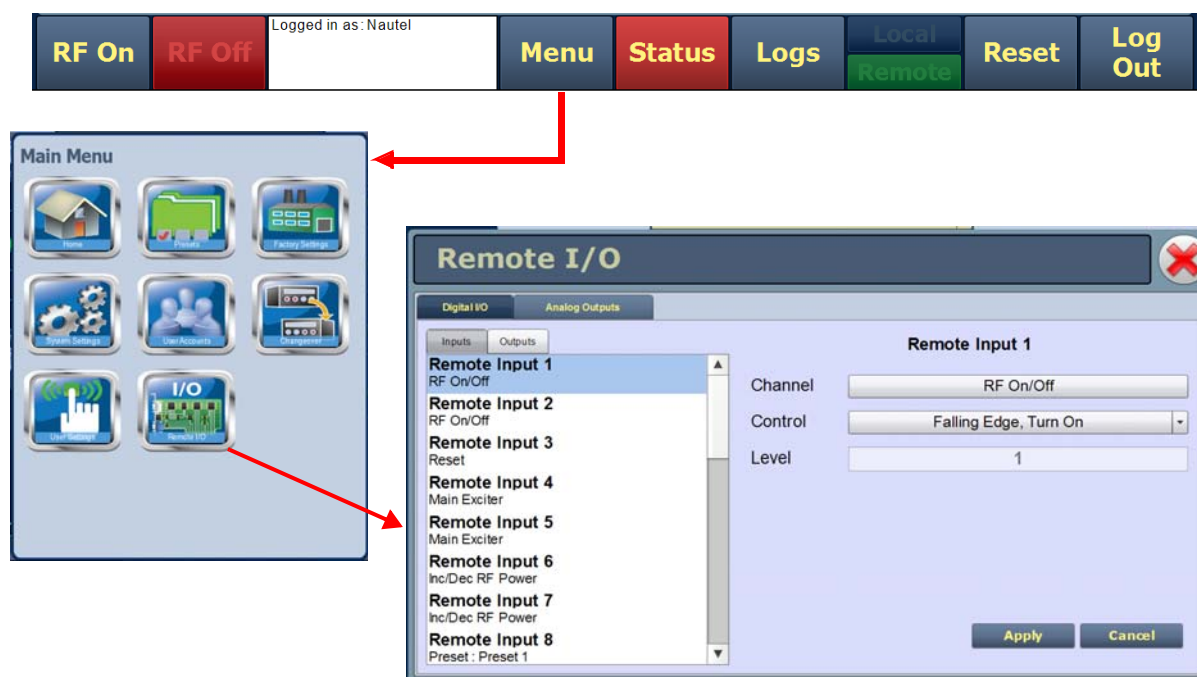 Logged in as: Nautel
RF On
RF Off
Menu
Status
Logs
Local
Remote
Reset
Log
Out
Main Menu
Home
Presets
Factory Settings
System Settings
User Accounts
Changeover
User Settings
I/O
Remote I/O
Remote I/O
Digital I/O
Analog Outputs
Inputs
Outputs
Remote Input 1
RF On/Off
Remote Input 2
RF On/Off
Remote Input 3
Reset
Remote Input 4
Main Exciter
Remote Input 5
Main Exciter
Remote Input 6
Inc/Dec RF Power
Remote Input 7
Inc/Dec RF Power
Remote Input 8
Preset : Preset 1
Remote Input 1
Channel
RF On/Off
Control
Falling Edge, Turn On
Level
1
Apply
Cancel